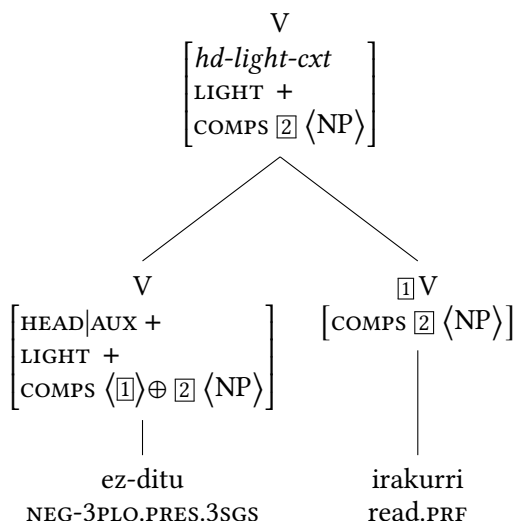 V
[hd-light-cxt
LIGHT +
COMPS 2 ⟨NP⟩]
V
[HEAD|AUX +
LIGHT +
COMPS ⟨1⟩⊕ 2 ⟨NP⟩]
1 V
[COMPS 2 ⟨NP⟩]
ez-ditu
NEG-3PLO.PRES.3SGS
irakurri
read.PRF